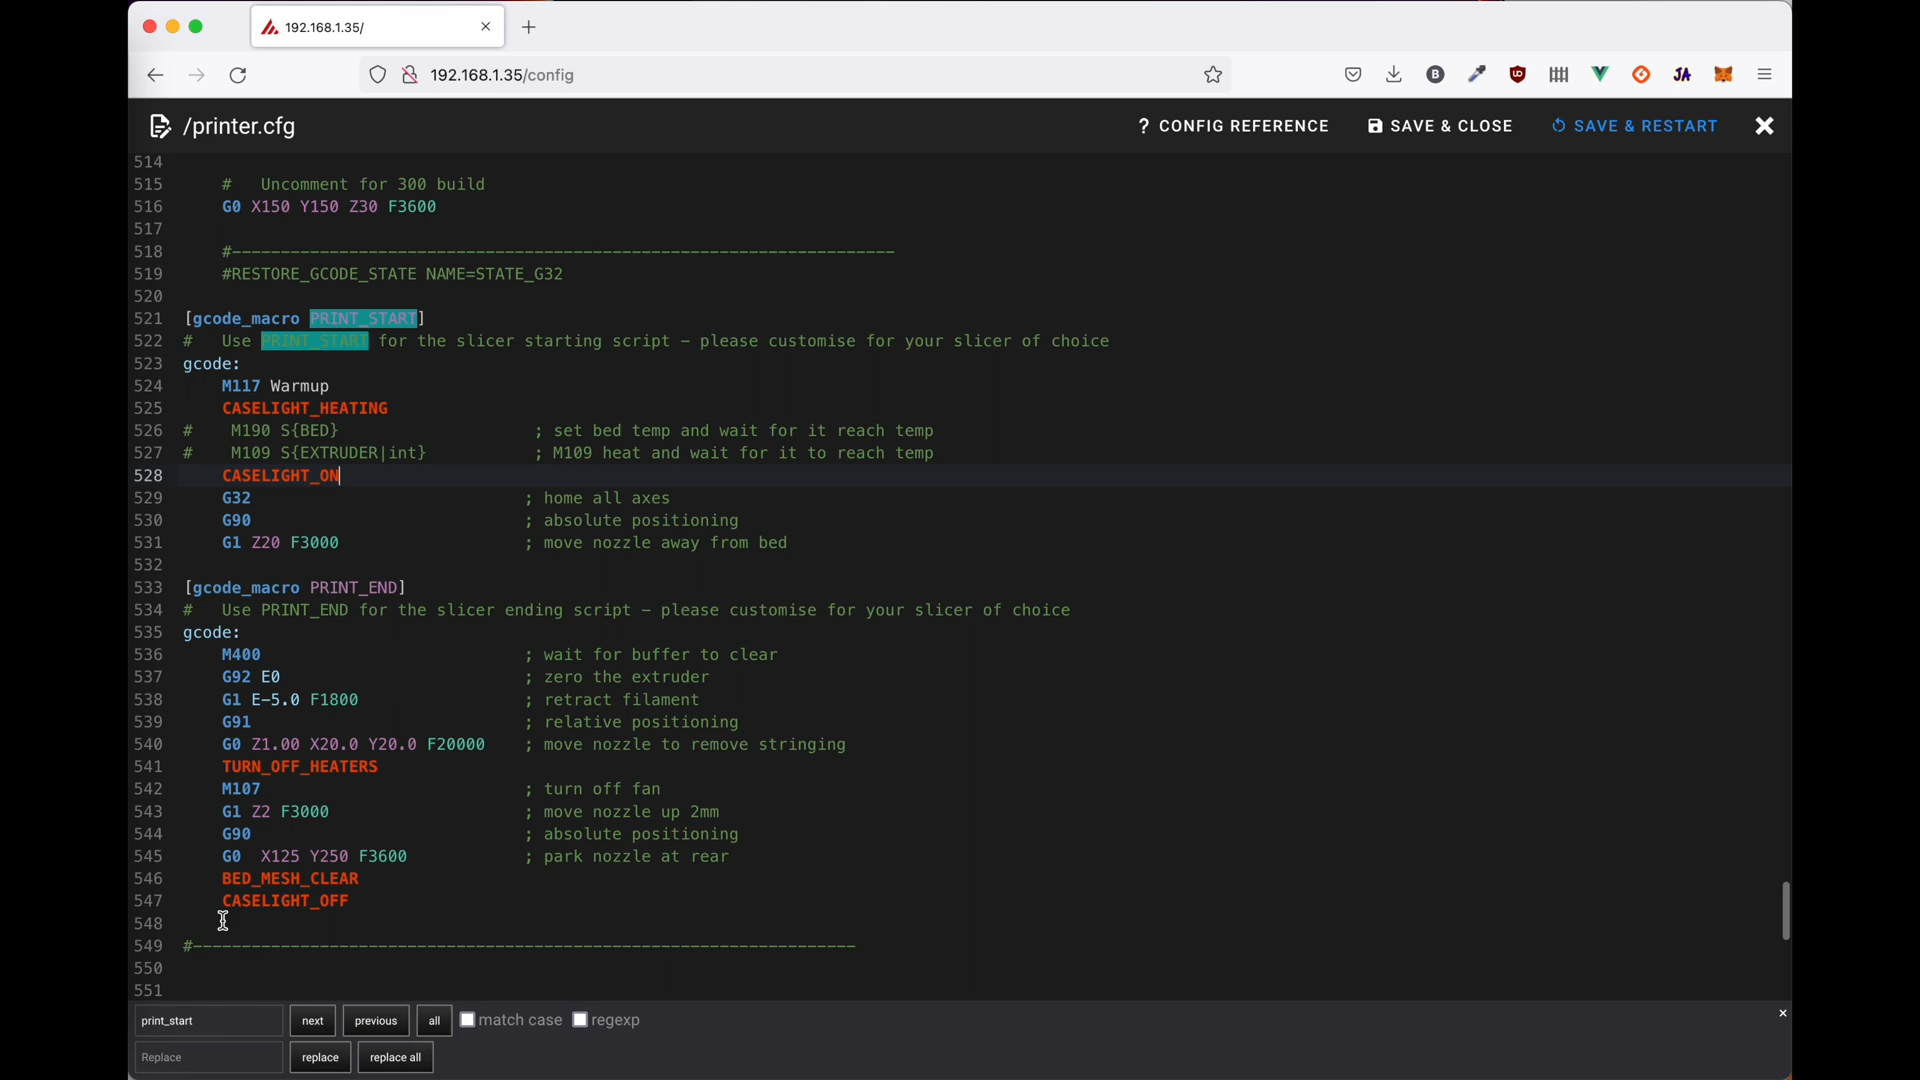 192.168.1.35/
192.168.1.35/config
/printer.cfg
? CONFIG REFERENCE
SAVE & CLOSE
SAVE & RESTART
514
515 # Uncomment for 300 build
516 G0 X150 Y150 Z30 F3600
517
518 #--------------------------------------------------------------------
519 #RESTORE_GCODE_STATE NAME=STATE_G32
520
521 [gcode_macro PRINT_START]
522 # Use PRINT_START for the slicer starting script - please customise for your slicer of choice
523 gcode:
524 M117 Warmup
525 CASELIGHT_HEATING
526 # M190 S{BED} ; set bed temp and wait for it reach temp
527 # M109 S{EXTRUDER|int} ; M109 heat and wait for it to reach temp
528 CASELIGHT_ON
529 G32 ; home all axes
530 G90 ; absolute positioning
531 G1 Z20 F3000 ; move nozzle away from bed
532
533 [gcode_macro PRINT_END]
534 # Use PRINT_END for the slicer ending script - please customise for your slicer of choice
535 gcode:
536 M400 ; wait for buffer to clear
537 G92 E0 ; zero the extruder
538 G1 E-5.0 F1800 ; retract filament
539 G91 ; relative positioning
540 G0 Z1.00 X20.0 Y20.0 F20000 ; move nozzle to remove stringing
541 TURN_OFF_HEATERS
542 M107 ; turn off fan
543 G1 Z2 F3000 ; move nozzle up 2mm
544 G90 ; absolute positioning
545 G0 X125 Y250 F3600 ; park nozzle at rear
546 BED_MESH_CLEAR
547 CASELIGHT_OFF
548
549 #--------------------------------------------------------------------
550
551
print_start next previous all match case regexp
Replace replace replace all